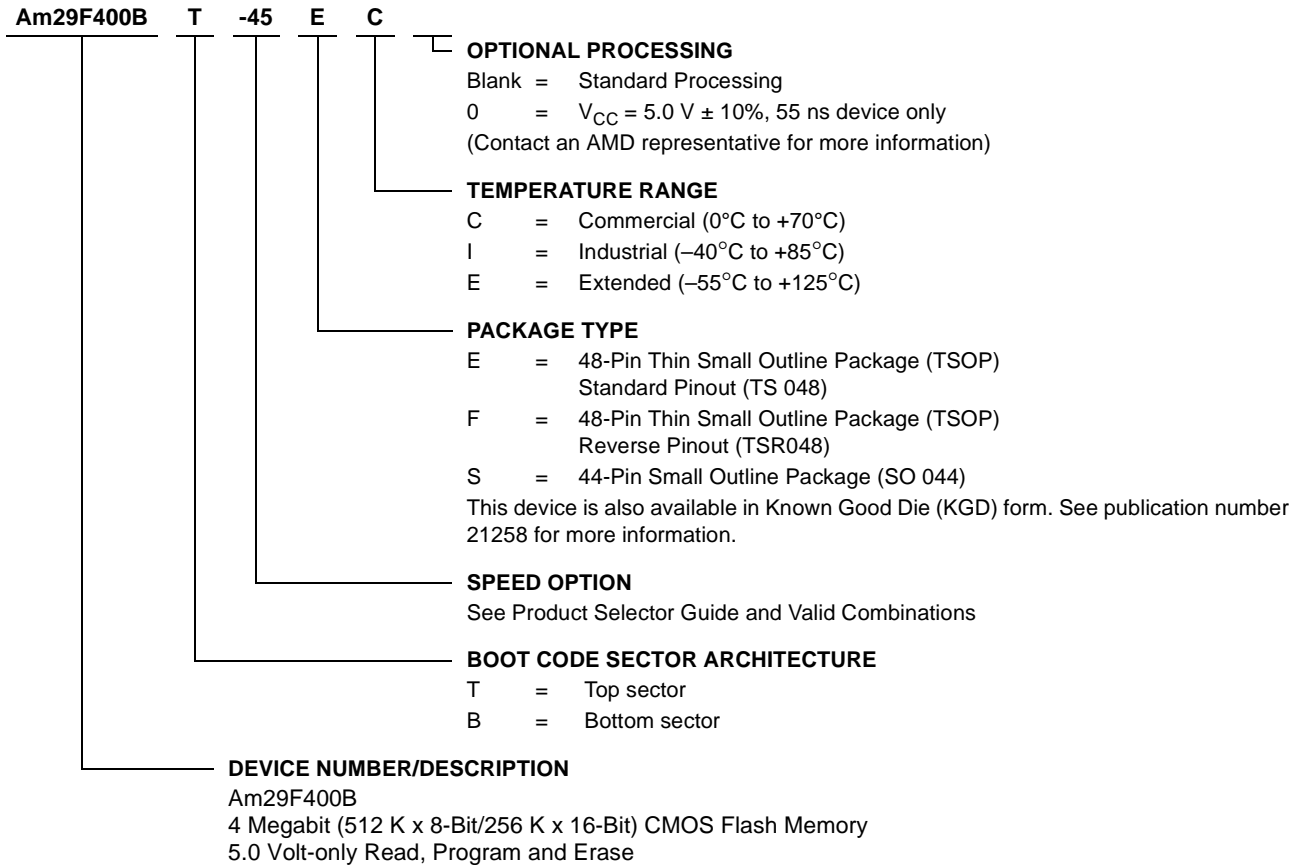 Am29F400B T -45 E C
OPTIONAL PROCESSING
Blank = Standard Processing
0 = VCC = 5.0 V ± 10%, 55 ns device only
(Contact an AMD representative for more information)
TEMPERATURE RANGE
C = Commercial (0°C to +70°C)
I = Industrial (–40°C to +85°C)
E = Extended (–55°C to +125°C)
PACKAGE TYPE
E = 48-Pin Thin Small Outline Package (TSOP)
Standard Pinout (TS 048)
F = 48-Pin Thin Small Outline Package (TSOP)
Reverse Pinout (TSR048)
S = 44-Pin Small Outline Package (SO 044)
This device is also available in Known Good Die (KGD) form. See publication number
21258 for more information.
SPEED OPTION
See Product Selector Guide and Valid Combinations
BOOT CODE SECTOR ARCHITECTURE
T = Top sector
B = Bottom sector
DEVICE NUMBER/DESCRIPTION
Am29F400B
4 Megabit (512 K x 8-Bit/256 K x 16-Bit) CMOS Flash Memory
5.0 Volt-only Read, Program and Erase